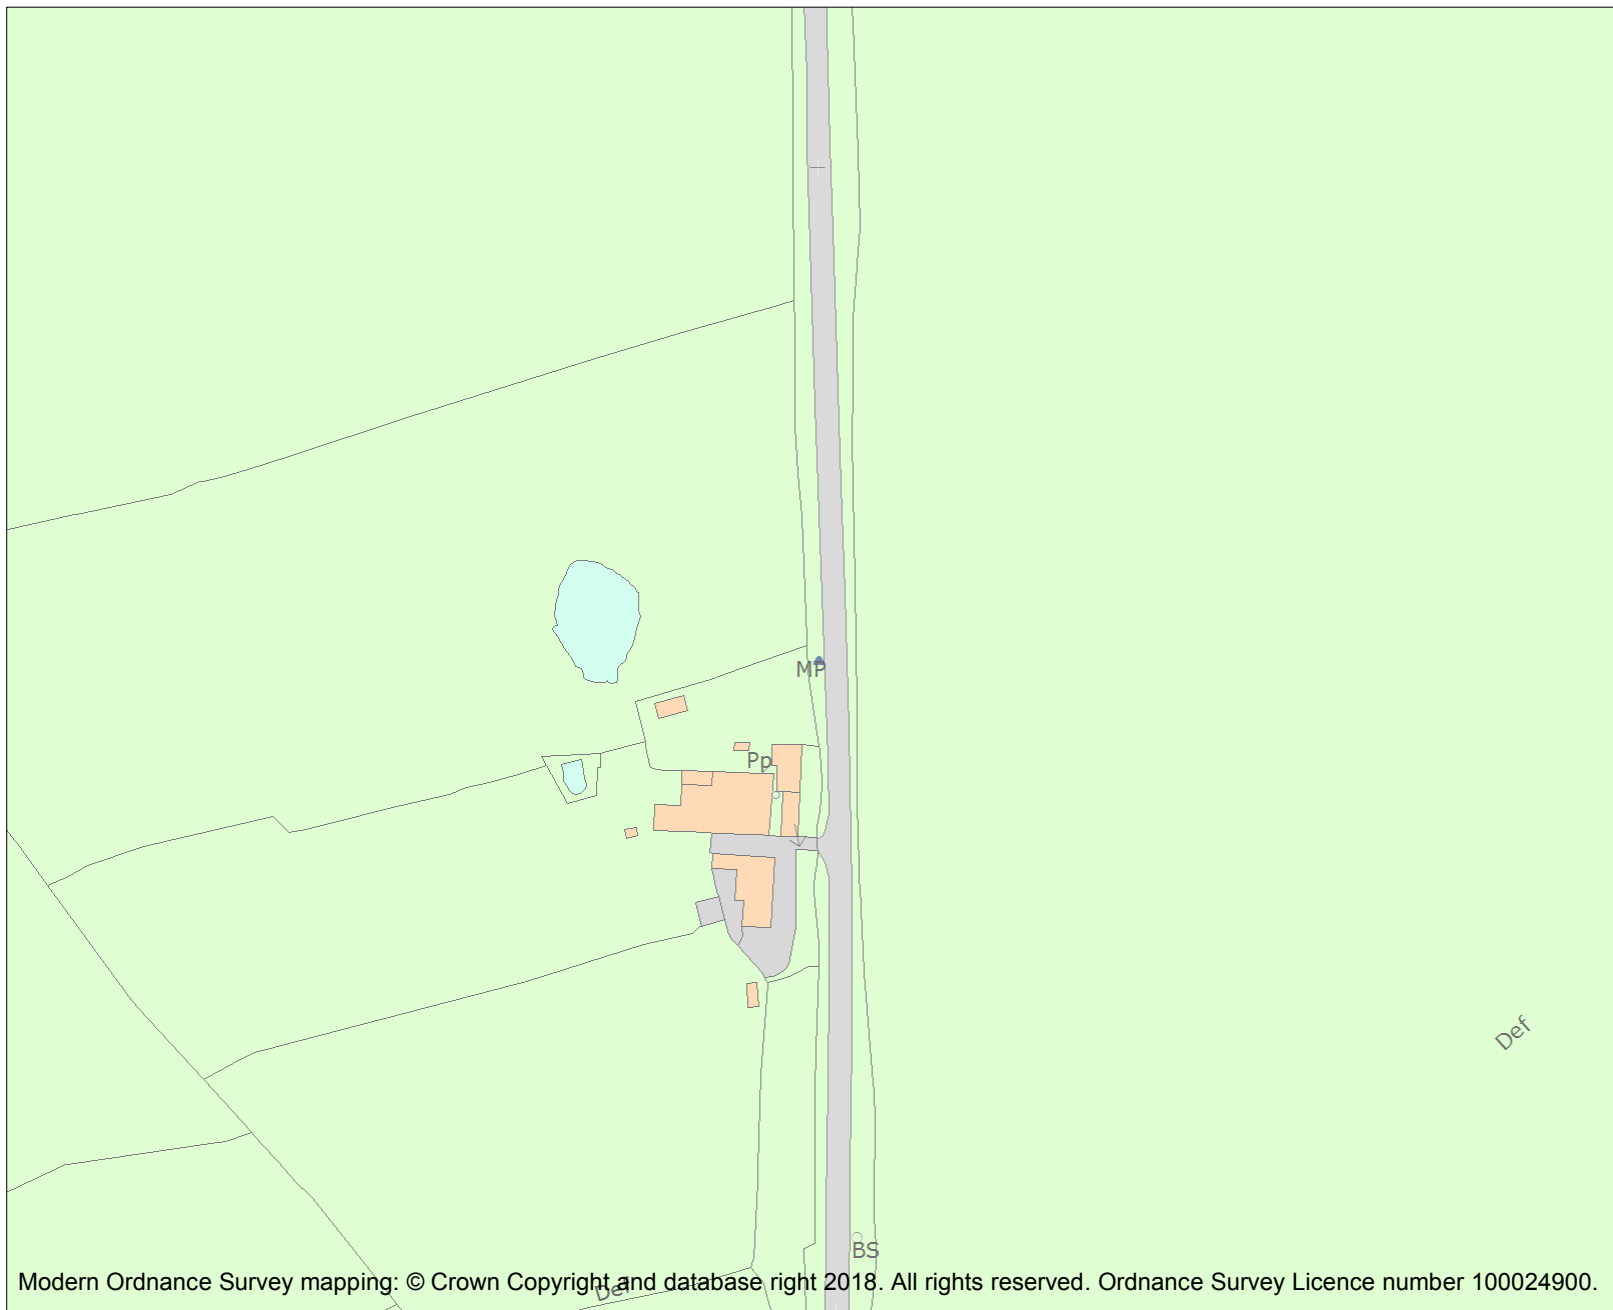 MP
Pp
Def
BS
Def
Modern Ordnance Survey mapping: © Crown Copyright and database right 2018. All rights reserved. Ordnance Survey Licence number 100024900.